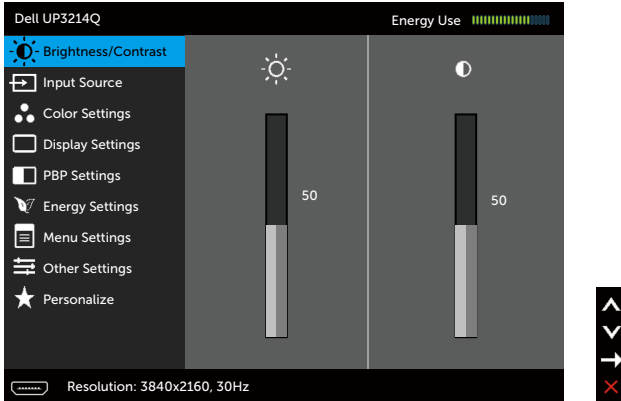 Dell UP3214Q
Energy Use
Brightness/Contrast
Input Source
Color Settings
Display Settings
PBP Settings
Energy Settings
Menu Settings
Other Settings
Personalize
50
50
Resolution: 3840x2160, 30Hz